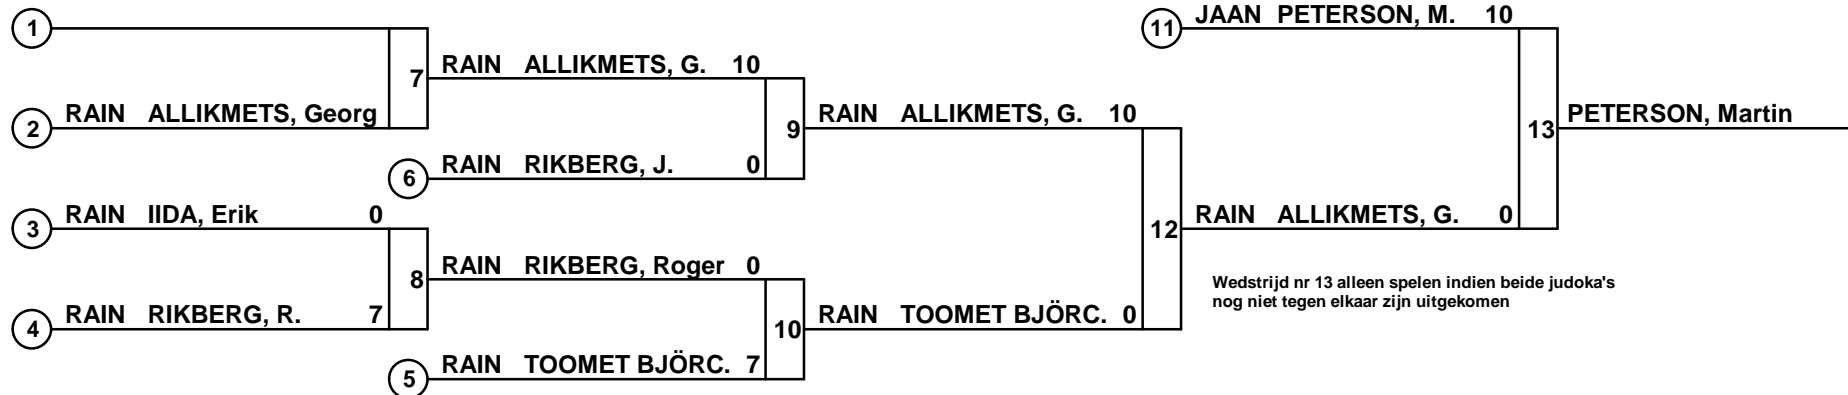 1
RAIN ALLIKMETS, Georg
2
7
RAIN ALLIKMETS, G. 10
RAIN RIKBERG, J. 0
6
9
RAIN IIDA, Erik 0
3
RAIN RIKBERG, R. 7
4
8
RAIN RIKBERG, Roger 0
RAIN TOOMET BJÖRC. 7
5
10
RAIN ALLIKMETS, G. 10
RAIN TOOMET BJÖRC. 0
12
JAAN PETERSON, M. 10
11
RAIN ALLIKMETS, G. 0
13
PETERSON, Martin
Wedstrijd nr 13 alleen spelen indien beide judoka's
nog niet tegen elkaar zijn uitgekomen